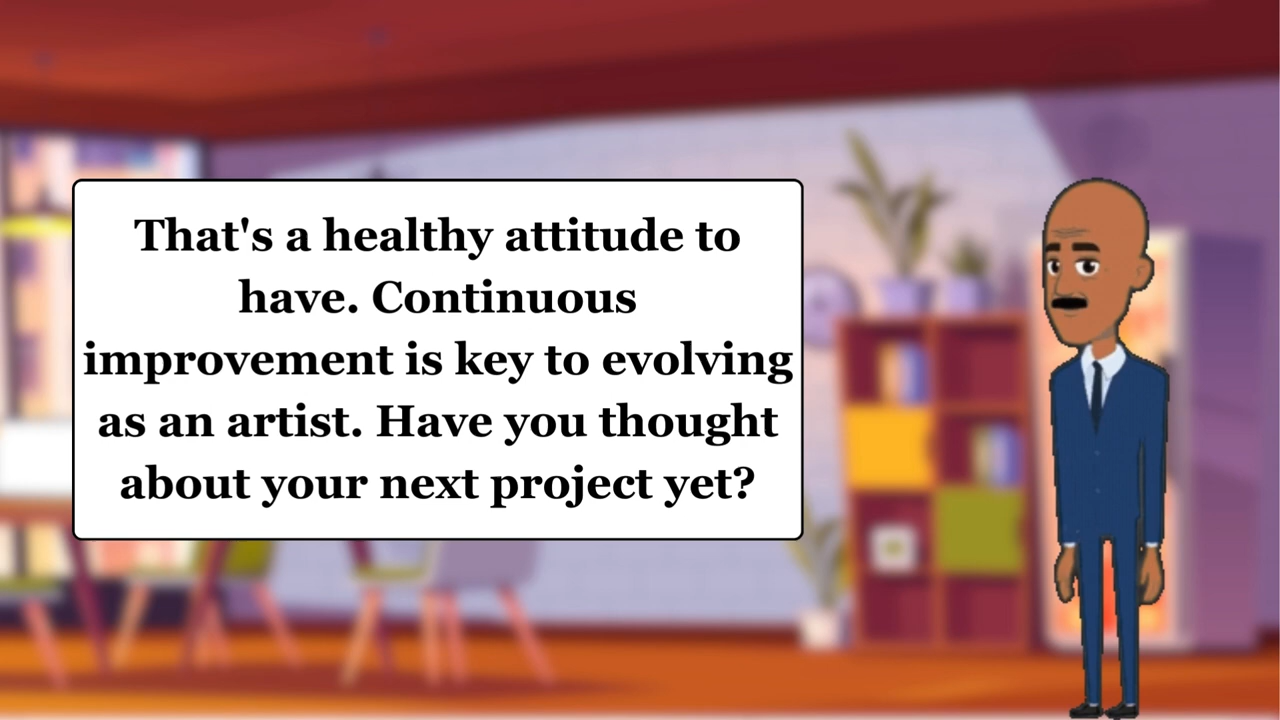 That's a healthy attitude to
have. Continuous
improvement is key to evolving
as an artist. Have you thought
about your next project yet?